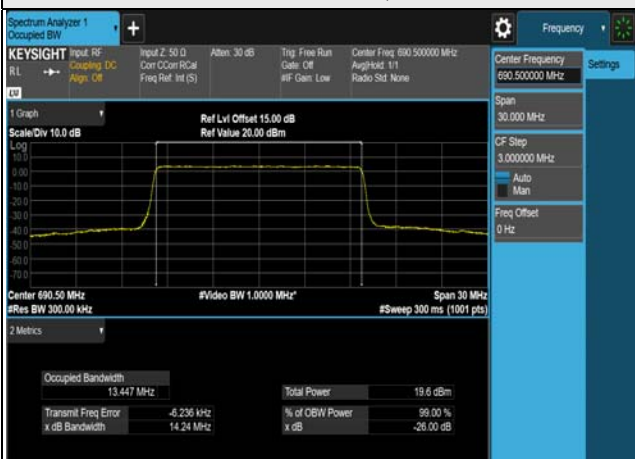 Spectrum Analyzer 1
Occupied BW
Frequency
KEYSIGHT
RL
Input: RF
Coupling: DC
Align: Off
Input Z: 50 Ω
Corr CCorr RCal
Freq Ref: Int (S)
Atten: 30 dB
Trig: Free Run
Gate: Off
#IF Gain: Low
Center Freq: 690.500000 MHz
Avg|Hold: 1/1
Radio Std: None
1 Graph
Scale/Div 10.0 dB
Ref Lvl Offset 15.00 dB
Ref Value 20.00 dBm
Log
10.0
0.00
-10.0
-20.0
-30.0
-40.0
-50.0
-60.0
-70.0
Center 690.50 MHz
#Res BW 300.00 kHz
#Video BW 1.0000 MHz*
Span 30 MHz
#Sweep 300 ms (1001 pts)
2 Metrics
Occupied Bandwidth
13.447 MHz
Transmit Freq Error -6.236 kHz
x dB Bandwidth 14.24 MHz
Total Power 19.6 dBm
% of OBW Power 99.00 %
x dB -26.00 dB
Center Frequency
690.500000 MHz
Settings
Span
30.000 MHz
CF Step
3.000000 MHz
Auto
Man
Freq Offset
0 Hz